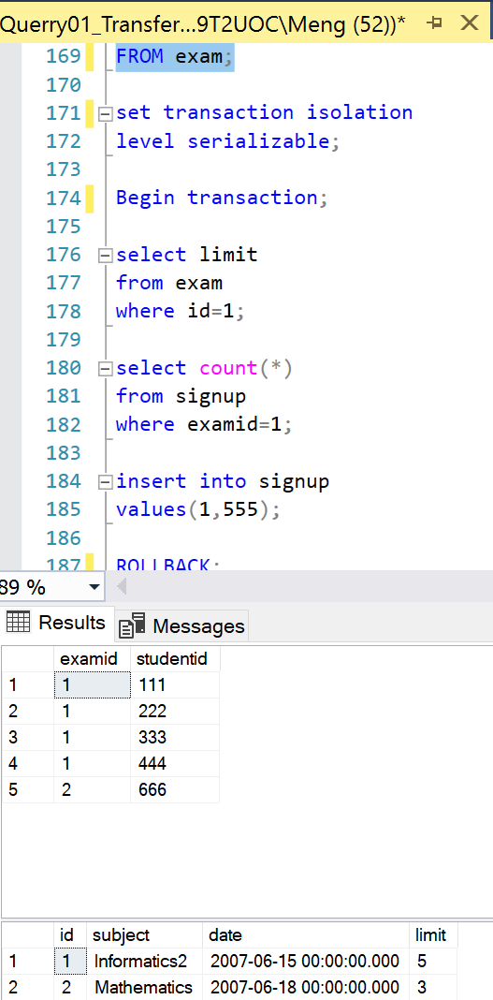 Querry01_Transfer...9T2UOC\Meng (52))*
169 FROM exam;
170
171 set transaction isolation
172 level serializable;
173
174 Begin transaction;
175
176 select limit
177 from exam
178 where id=1;
179
180 select count(*)
181 from signup
182 where examid=1;
183
184 insert into signup
185 values(1,555);
186
187 ROLLBACK;
89 %
Results Messages
examid studentid
1 1 111
2 1 222
3 1 333
4 1 444
5 2 666
id subject date limit
1 1 Informatics2 2007-06-15 00:00:00.000 5
2 2 Mathematics 2007-06-18 00:00:00.000 3